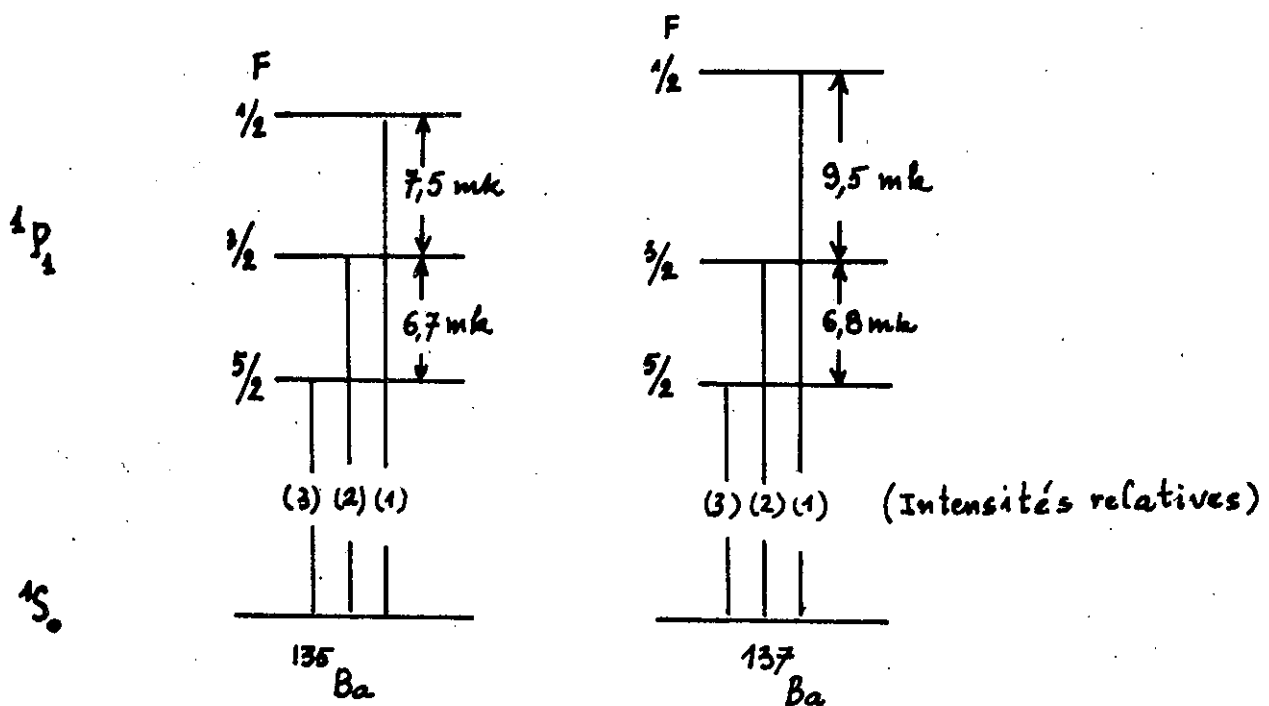 F
1/2
7,5 mk
3/2
6,7 mk
5/2
(3) (2) (1)
¹P₁
¹S₀
¹³⁵Ba
F
1/2
9,5 mk
3/2
6,8 mk
5/2
(3) (2) (1) (Intensités relatives)
¹³⁷Ba